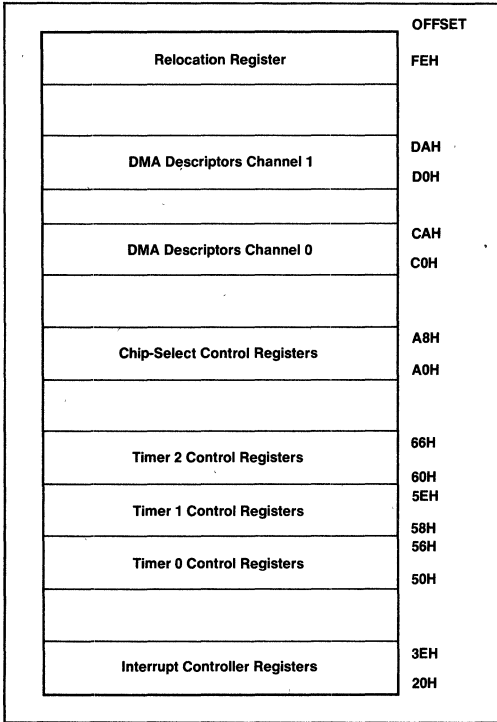 OFFSET
Relocation Register FEH
DAH
DMA Descriptors Channel 1
D0H
CAH
DMA Descriptors Channel 0
C0H
A8H
Chip-Select Control Registers
A0H
66H
Timer 2 Control Registers
60H
5EH
Timer 1 Control Registers
58H
56H
Timer 0 Control Registers
50H
3EH
Interrupt Controller Registers
20H